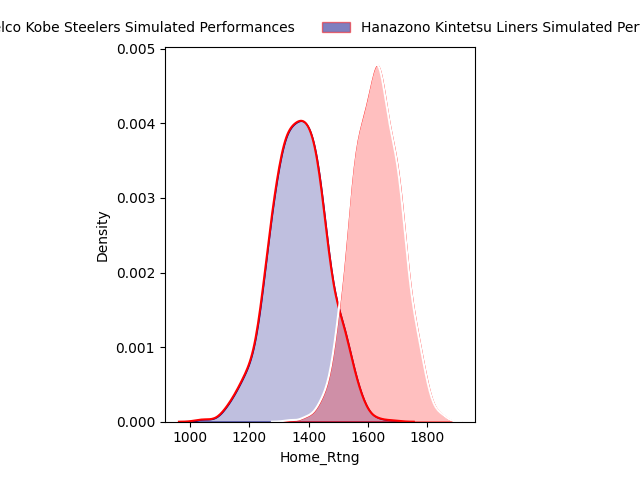 lco Kobe Steelers Simulated Performances Hanazono Kintetsu Liners Simulated Per
0.005
0.004
0.003
0.002
0.001
0.000
Density
1000 1200 1400 1600 1800
Home_Rtng